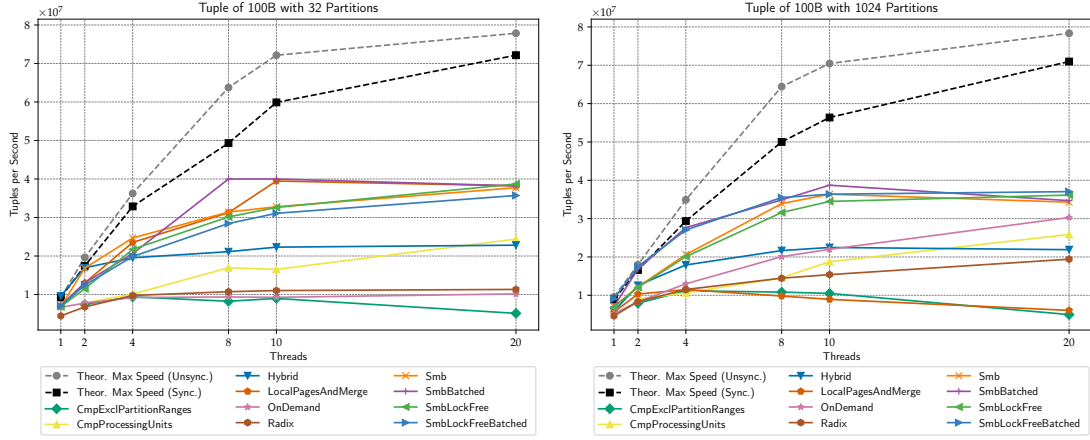 Tuple of 100B with 32 Partitions
×10⁷
8
7
6
5
4
3
2
1
Tuples per Second
1 2 4 8 10 20
Threads
Theor. Max Speed (Unsync.)
Theor. Max Speed (Sync.)
CmpExclPartitionRanges
CmpProcessingUnits
Hybrid
LocalPagesAndMerge
OnDemand
Radix
Smb
SmbBatched
SmbLockFree
SmbLockFreeBatched
Tuple of 100B with 1024 Partitions
×10⁷
8
7
6
5
4
3
2
1
Tuples per Second
1 2 4 8 10 20
Threads
Theor. Max Speed (Unsync.)
Theor. Max Speed (Sync.)
CmpExclPartitionRanges
CmpProcessingUnits
Hybrid
LocalPagesAndMerge
OnDemand
Radix
Smb
SmbBatched
SmbLockFree
SmbLockFreeBatched